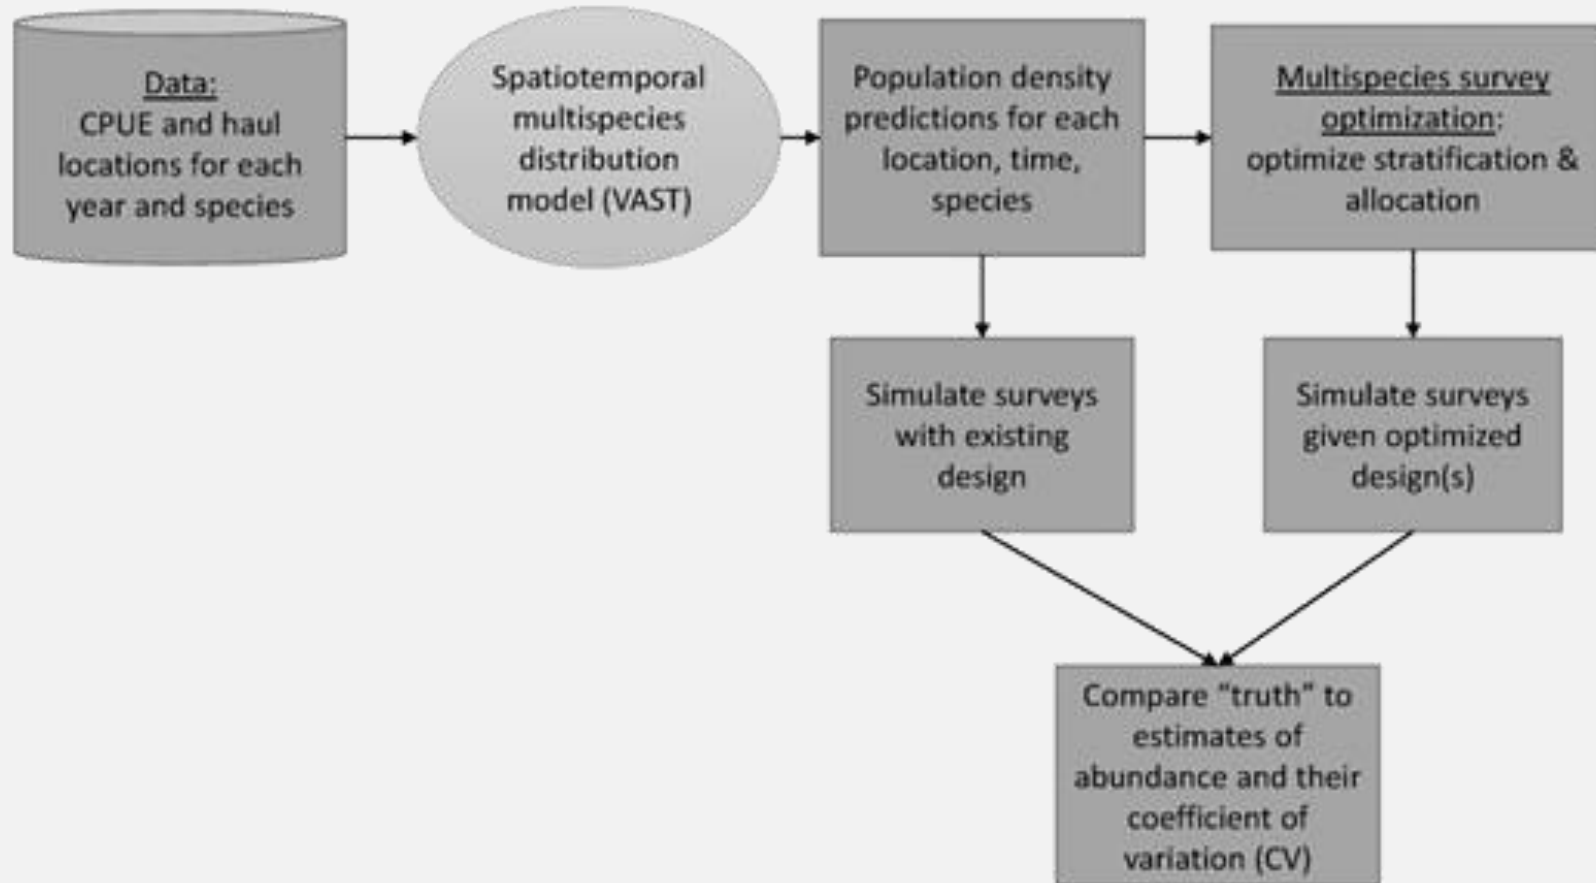 Data:
CPUE and haul
locations for each
year and species
Spatiotemporal
multispecies
distribution
model (VAST)
Population density
predictions for each
location, time,
species
Multispecies survey
optimization:
optimize stratification &
allocation
Simulate surveys
with existing
design
Simulate surveys
given optimized
design(s)
Compare "truth" to
estimates of
abundance and their
coefficient of
variation (CV)